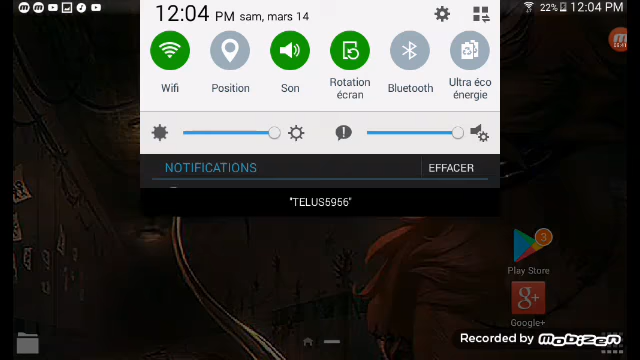 22% 12:04 PM
12:04 PM sam, mars 14
Wifi
Position
Son
Rotation
écran
Bluetooth
Ultra éco
énergie
NOTIFICATIONS
EFFACER
"TELUS5956"
3
Play Store
g+
Google+
Recorded by mobizen